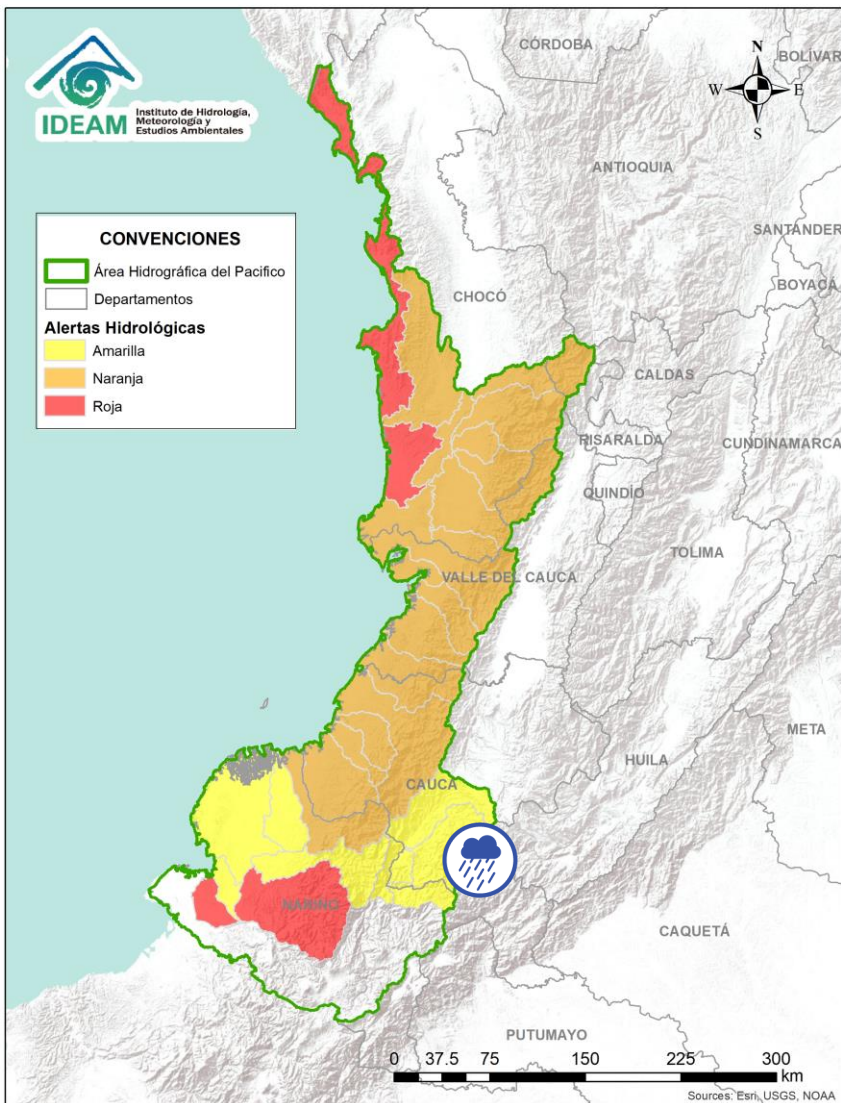 IDEAM
Instituto de Hidrología,
Meteorología y
Estudios Ambientales
CÓRDOBA
BOLÍVAR
N
W
E
S
ANTIOQUIA
SANTANDER
BOYACÁ
CONVENCIONES
Área Hidrográfica del Pacifico
Departamentos
Alertas Hidrológicas
Amarilla
Naranja
Roja
CHOCÓ
CALDAS
RISARALDA
CUNDINAMARCA
QUINDÍO
TOLIMA
VALLE DEL CAUCA
META
HUILA
CAUCA
NARIÑO
CAQUETÁ
PUTUMAYO
0 37.5 75 150 225 300
km
Sources: Esri, USGS, NOAA